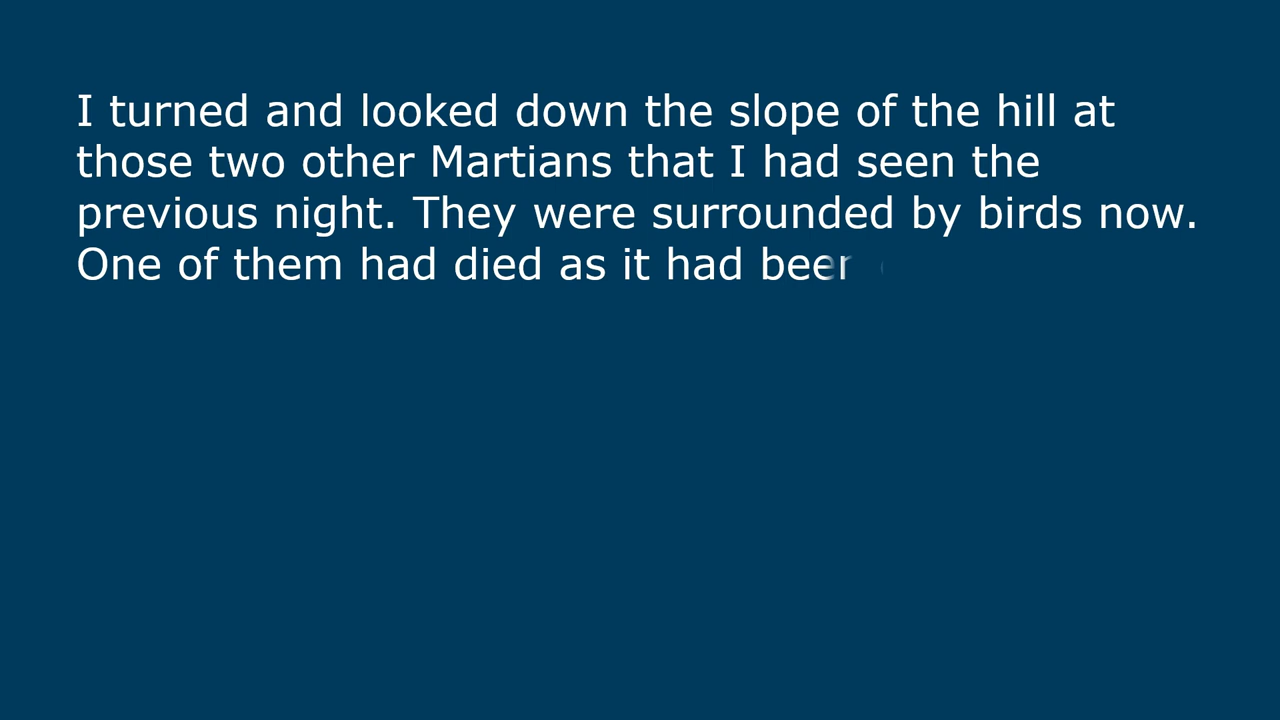 I turned and looked down the slope of the hill at
those two other Martians that I had seen the
previous night. They were surrounded by birds now.
One of them had died as it had been